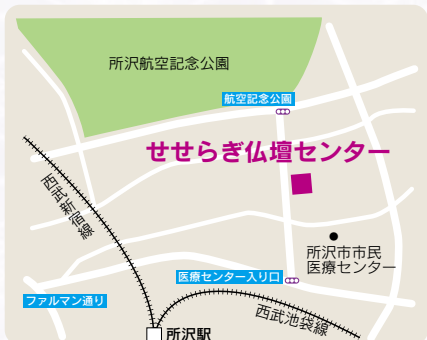 所沢航空記念公園
航空記念公園
せせらぎ仏壇センター
西武新宿線
所沢市市民
医療センター
医療センター入り口
ファルマン通り
西武池袋線
所沢駅